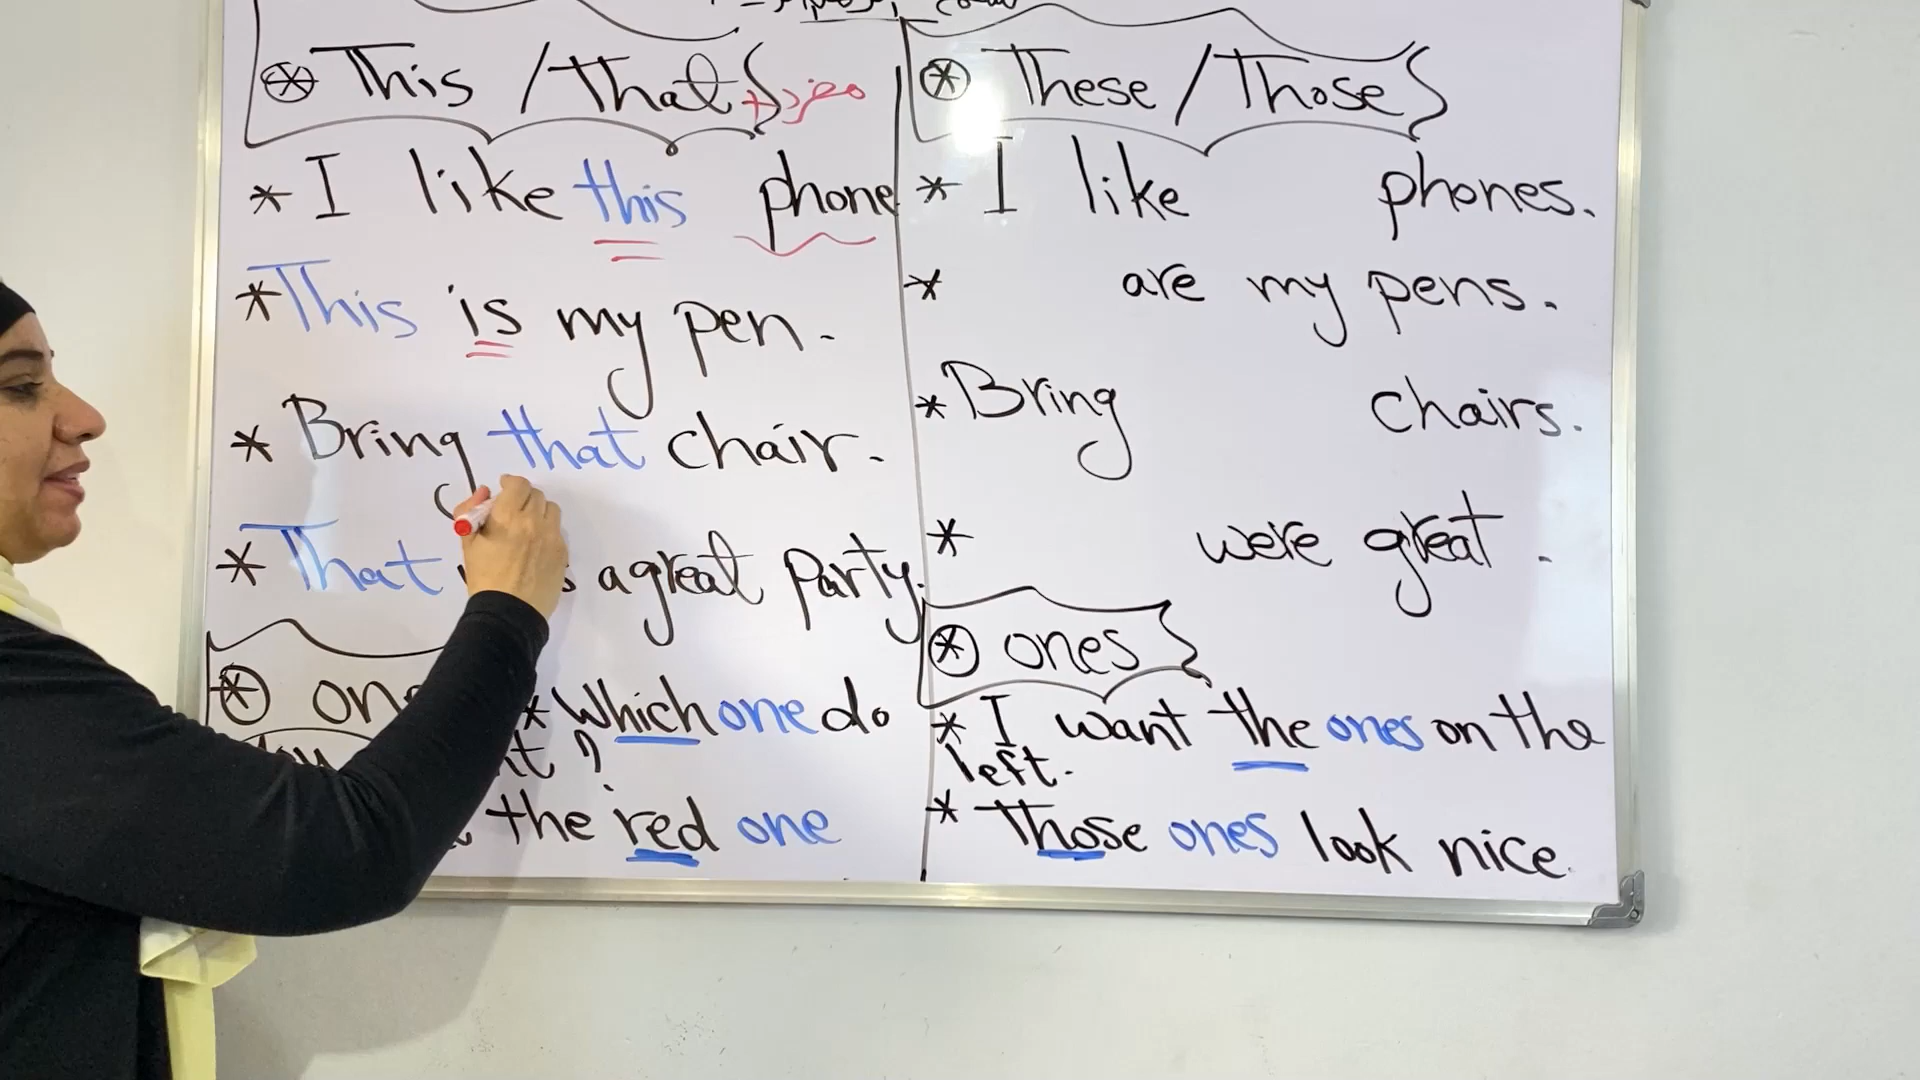 This / That + مفرد
* I like this phone
* This is my pen.
* Bring that chair.
* That a great party.
* Which one do
?
the red one
These / Those
* I like phones.
* are my pens.
* Bring chairs.
* were great.
ones
* I want the ones on the
left.
* Those ones look nice.